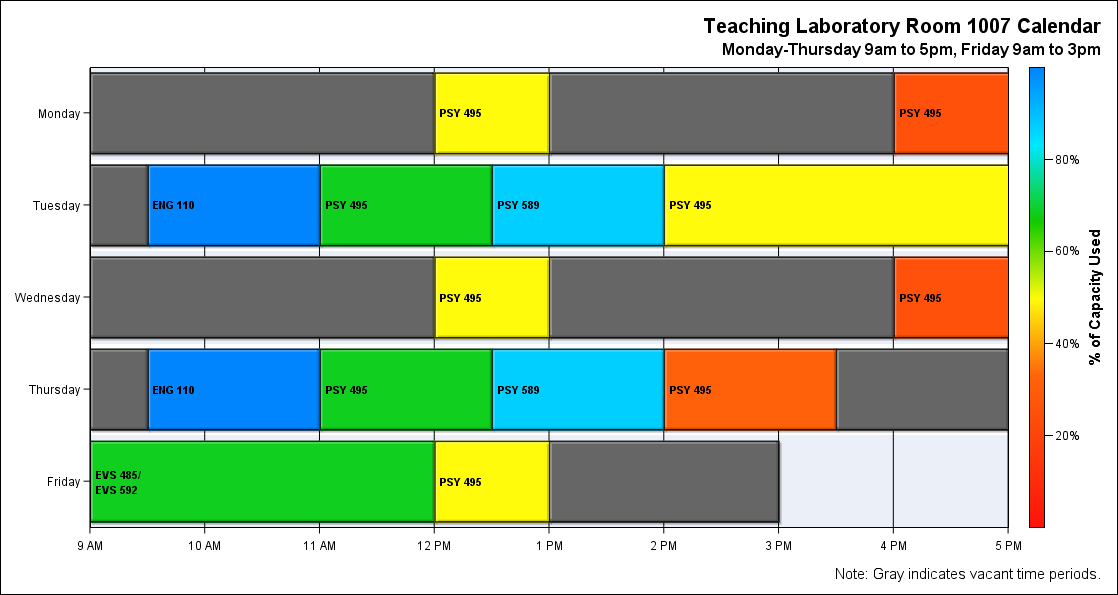 Teaching Laboratory Room 1007 Calendar
Monday-Thursday 9am to 5pm, Friday 9am to 3pm
Monday
PSY 495
PSY 495
Tuesday
ENG 110
PSY 495
PSY 589
PSY 495
Wednesday
PSY 495
PSY 495
Thursday
ENG 110
PSY 495
PSY 589
PSY 495
Friday
EVS 485/
EVS 592
PSY 495
9 AM
10 AM
11 AM
12 PM
1 PM
2 PM
3 PM
4 PM
5 PM
80%
60%
40%
20%
% of Capacity Used
Note: Gray indicates vacant time periods.